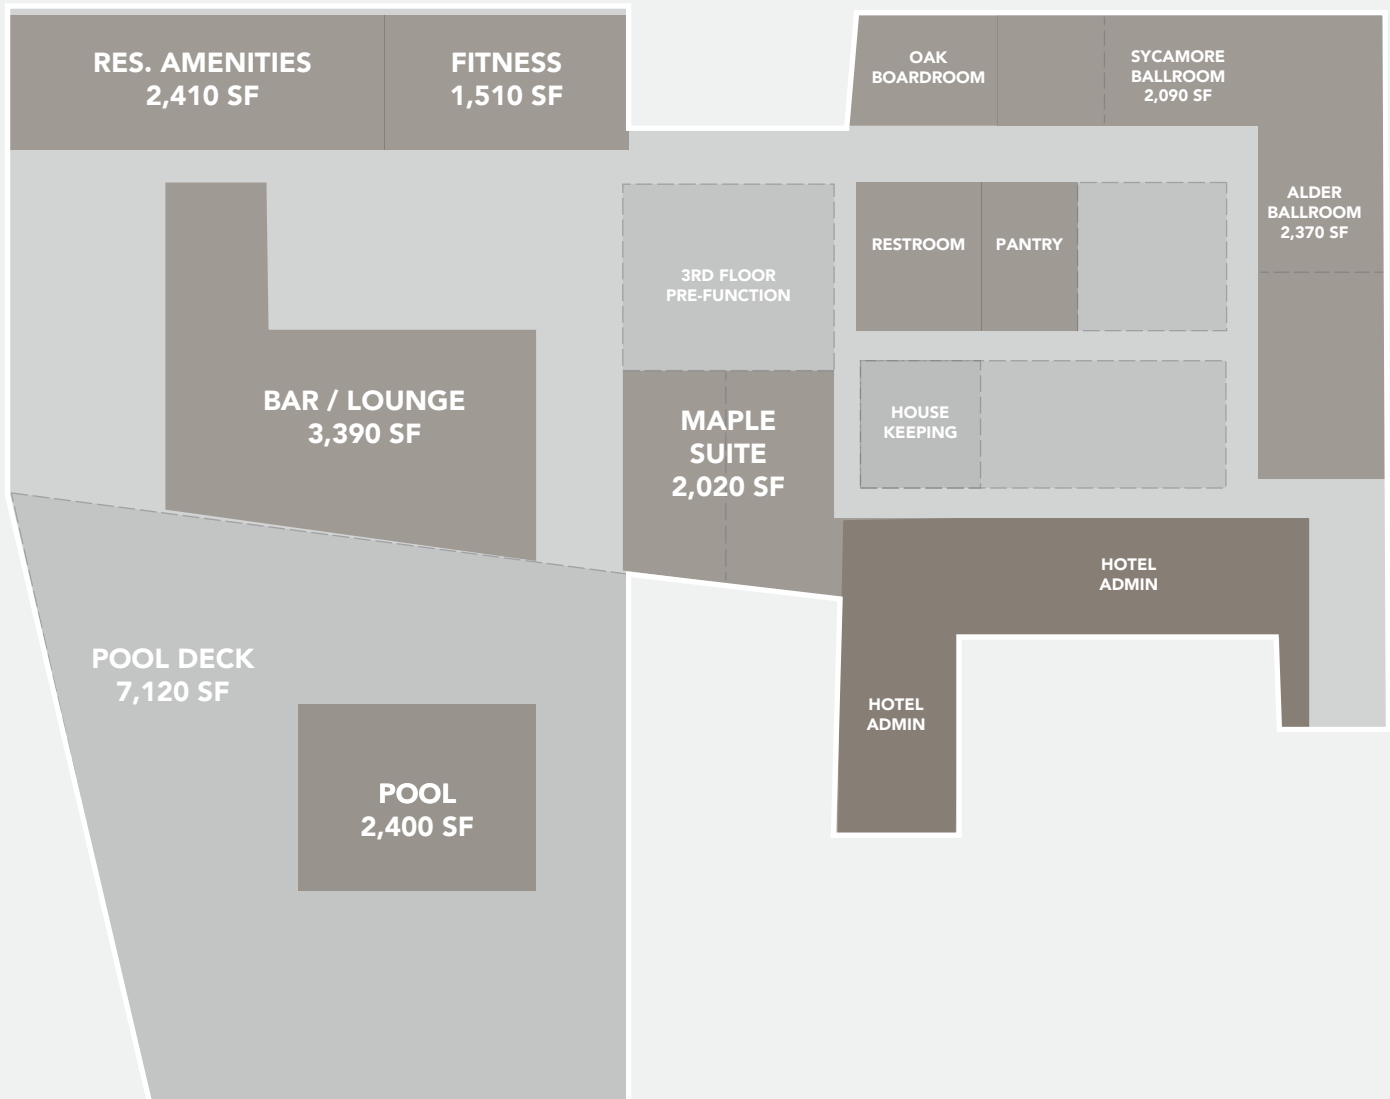 RES. AMENITIES
2,410 SF
FITNESS
1,510 SF
OAK
BOARDROOM
SYCAMORE
BALLROOM
2,090 SF
ALDER
BALLROOM
2,370 SF
RESTROOM
PANTRY
3RD FLOOR
PRE-FUNCTION
BAR / LOUNGE
3,390 SF
MAPLE
SUITE
2,020 SF
HOUSE
KEEPING
HOTEL
ADMIN
POOL DECK
7,120 SF
HOTEL
ADMIN
POOL
2,400 SF